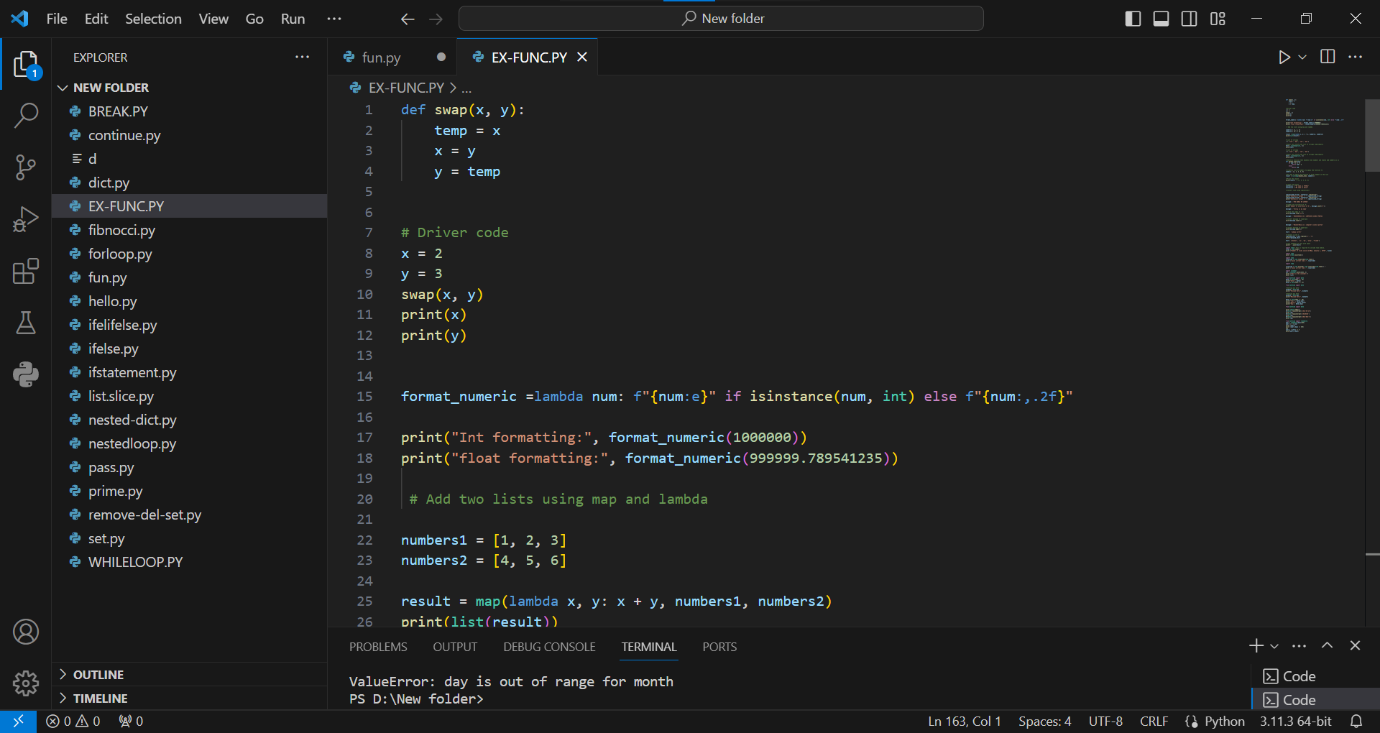 File Edit Selection View Go Run ··· New folder
EXPLORER ···
NEW FOLDER
BREAK.PY
continue.py
d
dict.py
EX-FUNC.PY
fibnocci.py
forloop.py
fun.py
hello.py
ifelifelse.py
ifelse.py
ifstatement.py
list.slice.py
nested-dict.py
nestedloop.py
pass.py
prime.py
remove-del-set.py
set.py
WHILELOOP.PY
OUTLINE
TIMELINE
1
fun.py EX-FUNC.PY
EX-FUNC.PY > ...
1 def swap(x, y):
2 temp = x
3 x = y
4 y = temp
5
6
7 # Driver code
8 x = 2
9 y = 3
10 swap(x, y)
11 print(x)
12 print(y)
13
14
15 format_numeric =lambda num: f"{num:e}" if isinstance(num, int) else f"{num:,.2f}"
16
17 print("Int formatting:", format_numeric(1000000))
18 print("float formatting:", format_numeric(999999.789541235))
19
20 # Add two lists using map and lambda
21
22 numbers1 = [1, 2, 3]
23 numbers2 = [4, 5, 6]
24
25 result = map(lambda x, y: x + y, numbers1, numbers2)
26 print(list(result))
PROBLEMS OUTPUT DEBUG CONSOLE TERMINAL PORTS
ValueError: day is out of range for month
PS D:\New folder>
Code
Code
0 0 0 Ln 163, Col 1 Spaces: 4 UTF-8 CRLF Python 3.11.3 64-bit